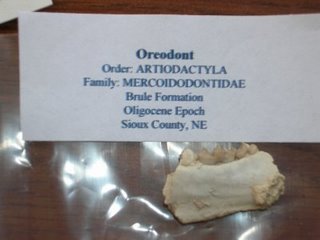 Oreodont
Order: ARTIODACTYLA
Family: MERCOIDODONTIDAE
Brule Formation
Oligocene Epoch
Sioux County, NE